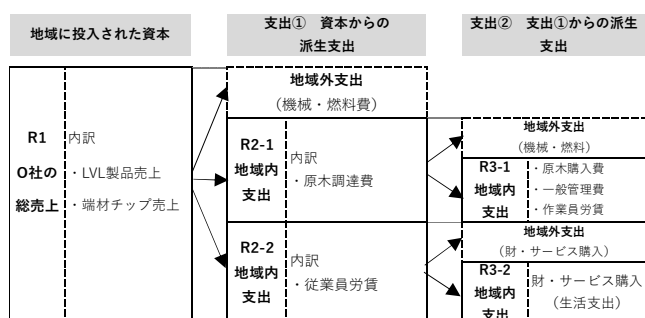 地域に投入された資本
支出① 資本からの
派生支出
支出② 支出①からの派生
支出
R1
O社の
総売上
内訳
・LVL製品売上
・端材チップ売上
地域外支出
（機械・燃料費）
R2-1
地域内
支出
内訳
・原木調達費
R2-2
地域内
支出
内訳
・従業員労賃
地域外支出
（機械・燃料）
R3-1
地域内
支出
・原木購入費
・一般管理費
・作業員労賃
地域外支出
（財・サービス購入）
R3-2
地域内
支出
財・サービス購入
（生活支出）